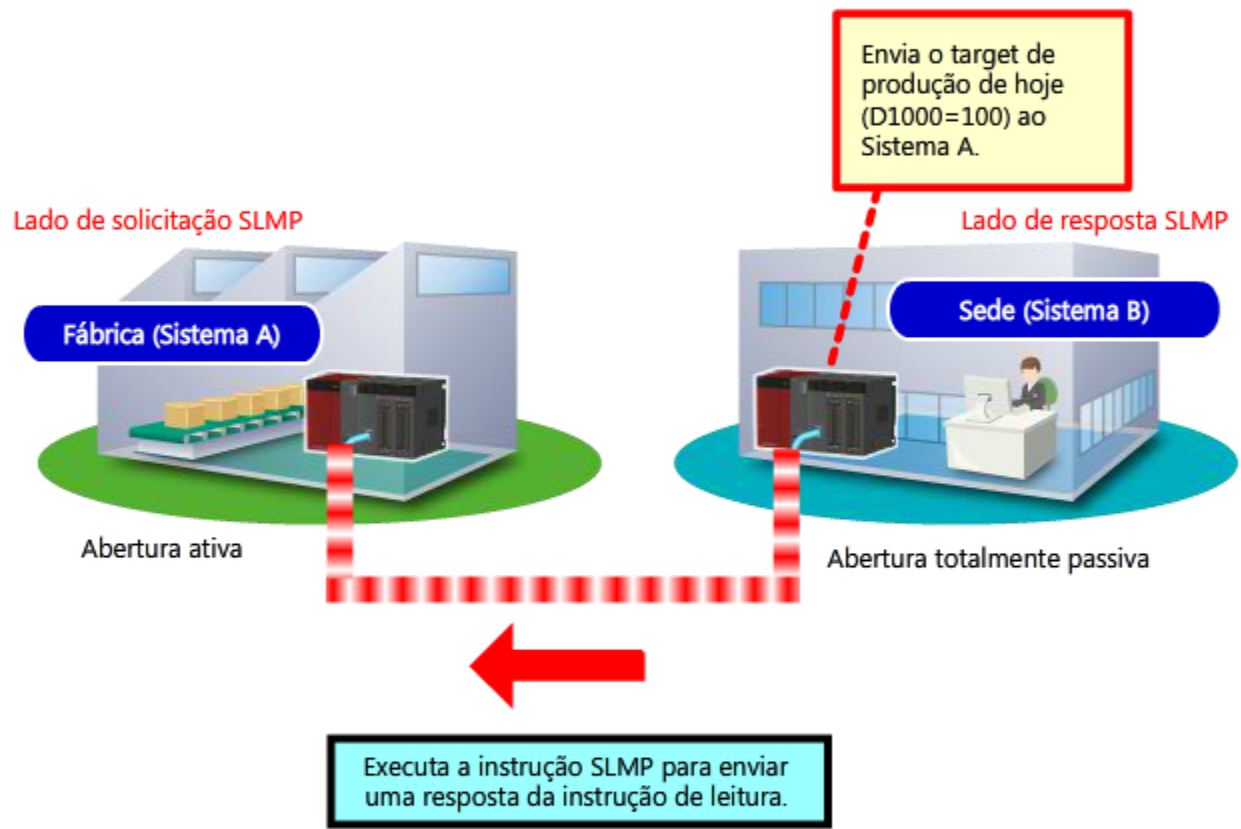 Envia o target de
produção de hoje
(D1000=100) ao
Sistema A.
Lado de solicitação SLMP
Lado de resposta SLMP
Fábrica (Sistema A)
Sede (Sistema B)
Abertura ativa
Abertura totalmente passiva
Executa a instrução SLMP para enviar
uma resposta da instrução de leitura.